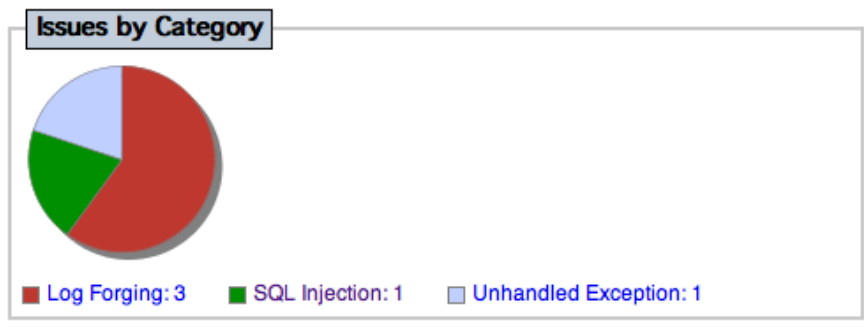 Issues by Category
Log Forging: 3 SQL Injection: 1 Unhandled Exception: 1